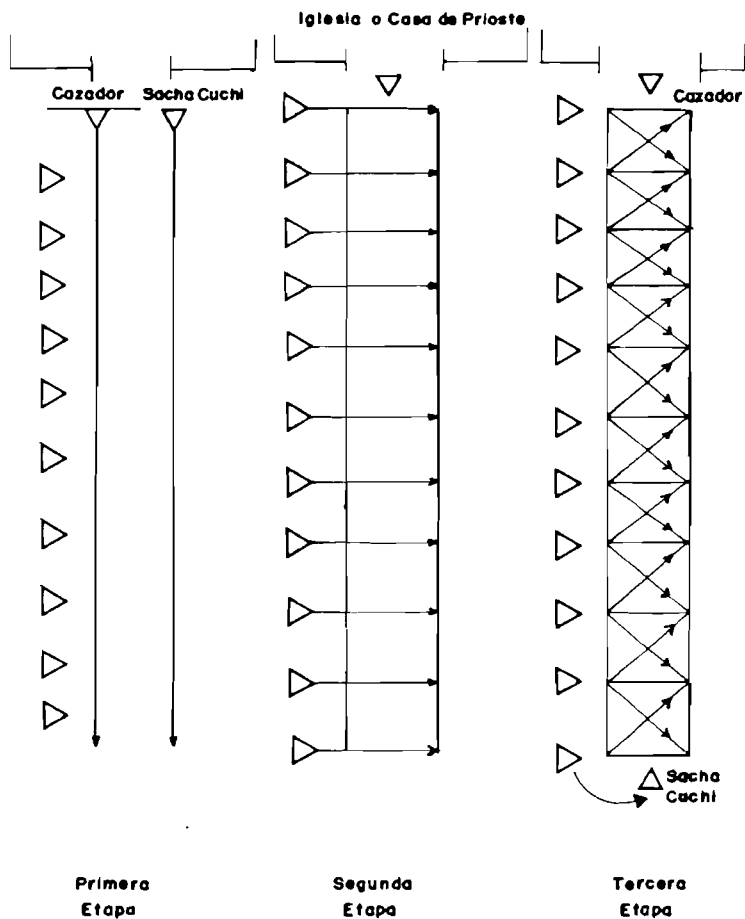 Iglesia o Casa de Prioste
Cazador
Sacha Cuchi
Cazador
Sacha
Cuchi
Primera
Etapa
Segunda
Etapa
Tercera
Etapa